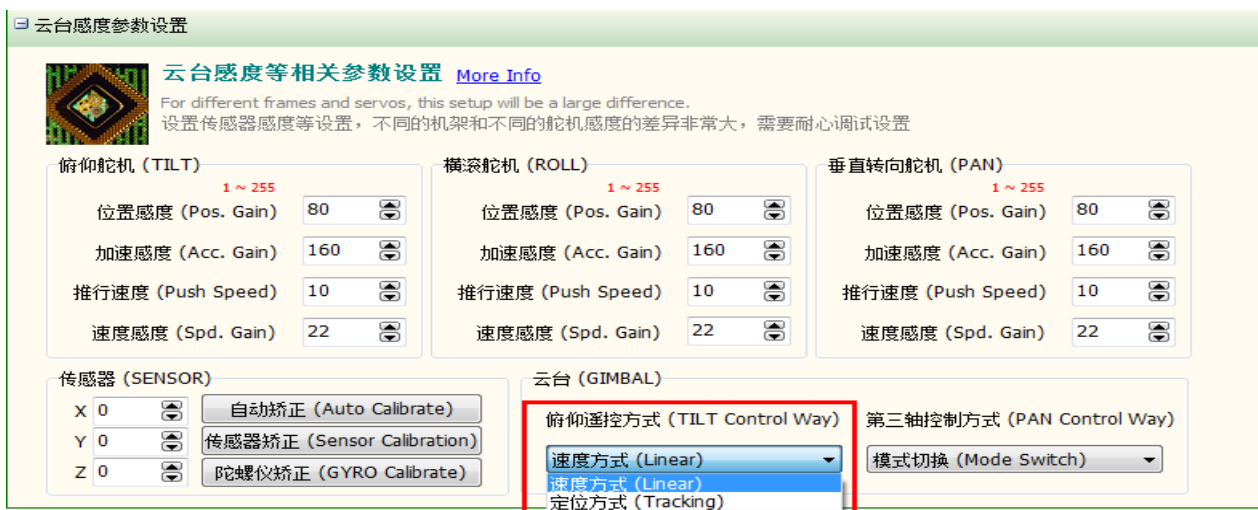 云台感度参数设置
云台感度等相关参数设置 More Info
For different frames and servos, this setup will be a large difference.
设置传感器感度等设置，不同的机架和不同的舵机感度的差异非常大，需要耐心调试设置
俯仰舵机 (TILT)
1 ~ 255
位置感度 (Pos. Gain) 80
加速感度 (Acc. Gain) 160
推行速度 (Push Speed) 10
速度感度 (Spd. Gain) 22
横滚舵机 (ROLL)
1 ~ 255
位置感度 (Pos. Gain) 80
加速感度 (Acc. Gain) 160
推行速度 (Push Speed) 10
速度感度 (Spd. Gain) 22
垂直转向舵机 (PAN)
1 ~ 255
位置感度 (Pos. Gain) 80
加速感度 (Acc. Gain) 160
推行速度 (Push Speed) 10
速度感度 (Spd. Gain) 22
传感器 (SENSOR)
X 0 自动矫正 (Auto Calibrate)
Y 0 传感器矫正 (Sensor Calibration)
Z 0 陀螺仪矫正 (GYRO Calibrate)
云台 (GIMBAL)
俯仰遥控方式 (TILT Control Way)
速度方式 (Linear)
速度方式 (Linear)
定位方式 (Tracking)
第三轴控制方式 (PAN Control Way)
模式切换 (Mode Switch)